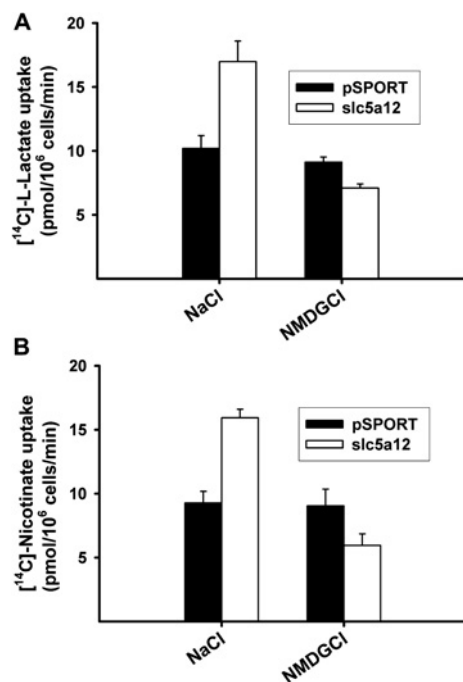 A
[¹⁴C]-L-Lactate uptake
(pmol/10⁶ cells/min)
20
15
10
5
pSPORT
slc5a12
NaCl
NMDGCl
B
[¹⁴C]-Nicotinate uptake
(pmol/10⁶ cells/min)
20
15
10
5
pSPORT
slc5a12
NaCl
NMDGCl